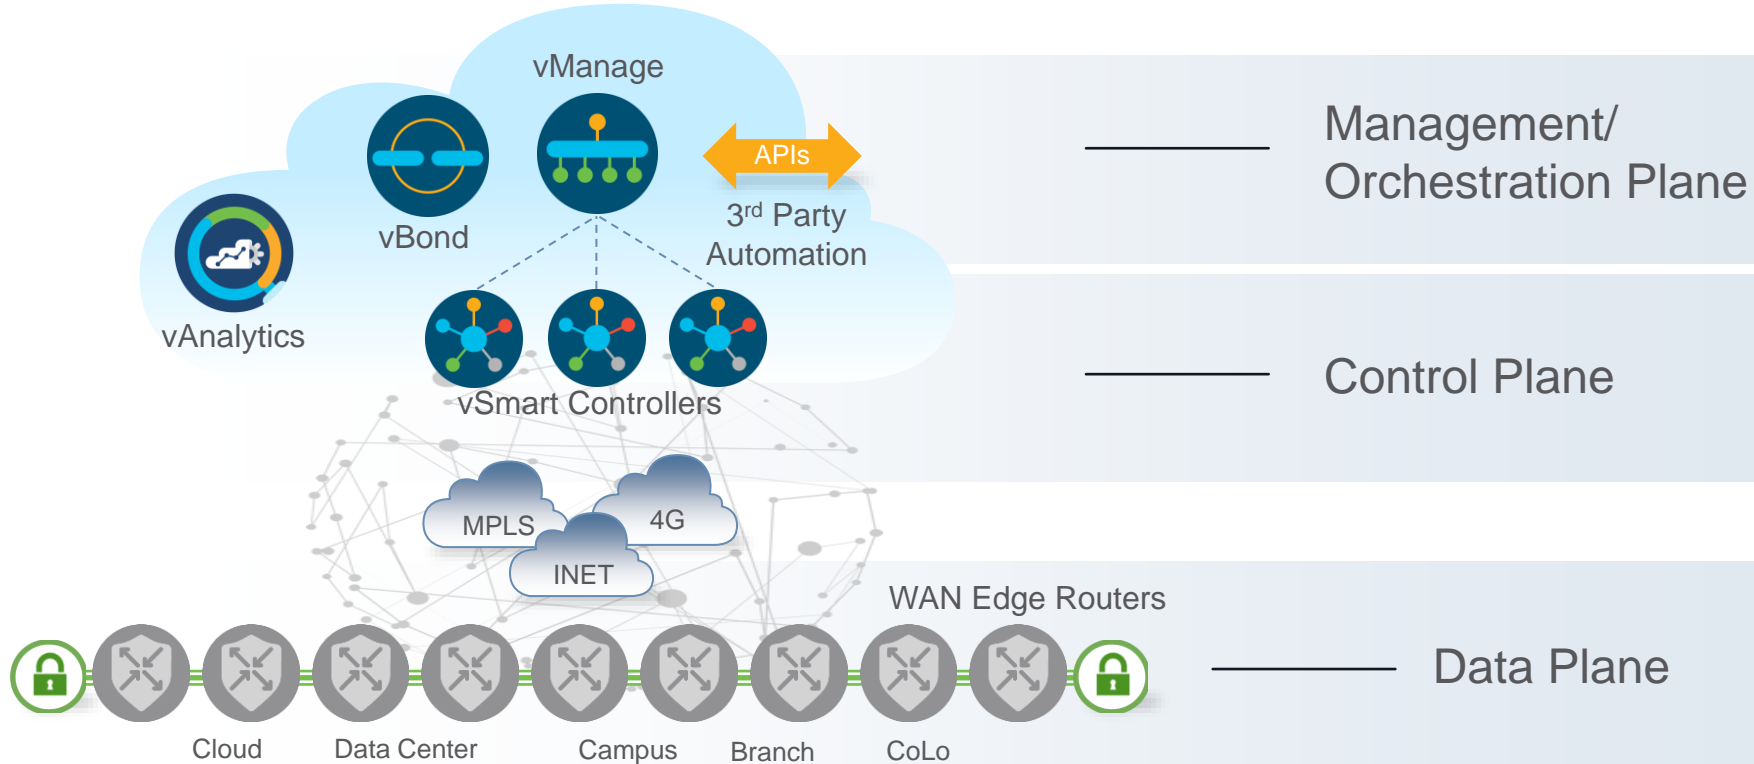 vManage
vBond
APIs
3rd Party
Automation
vAnalytics
vSmart Controllers
Management/
Orchestration Plane
Control Plane
MPLS
4G
INET
WAN Edge Routers
Data Plane
Cloud
Data Center
Campus
Branch
CoLo